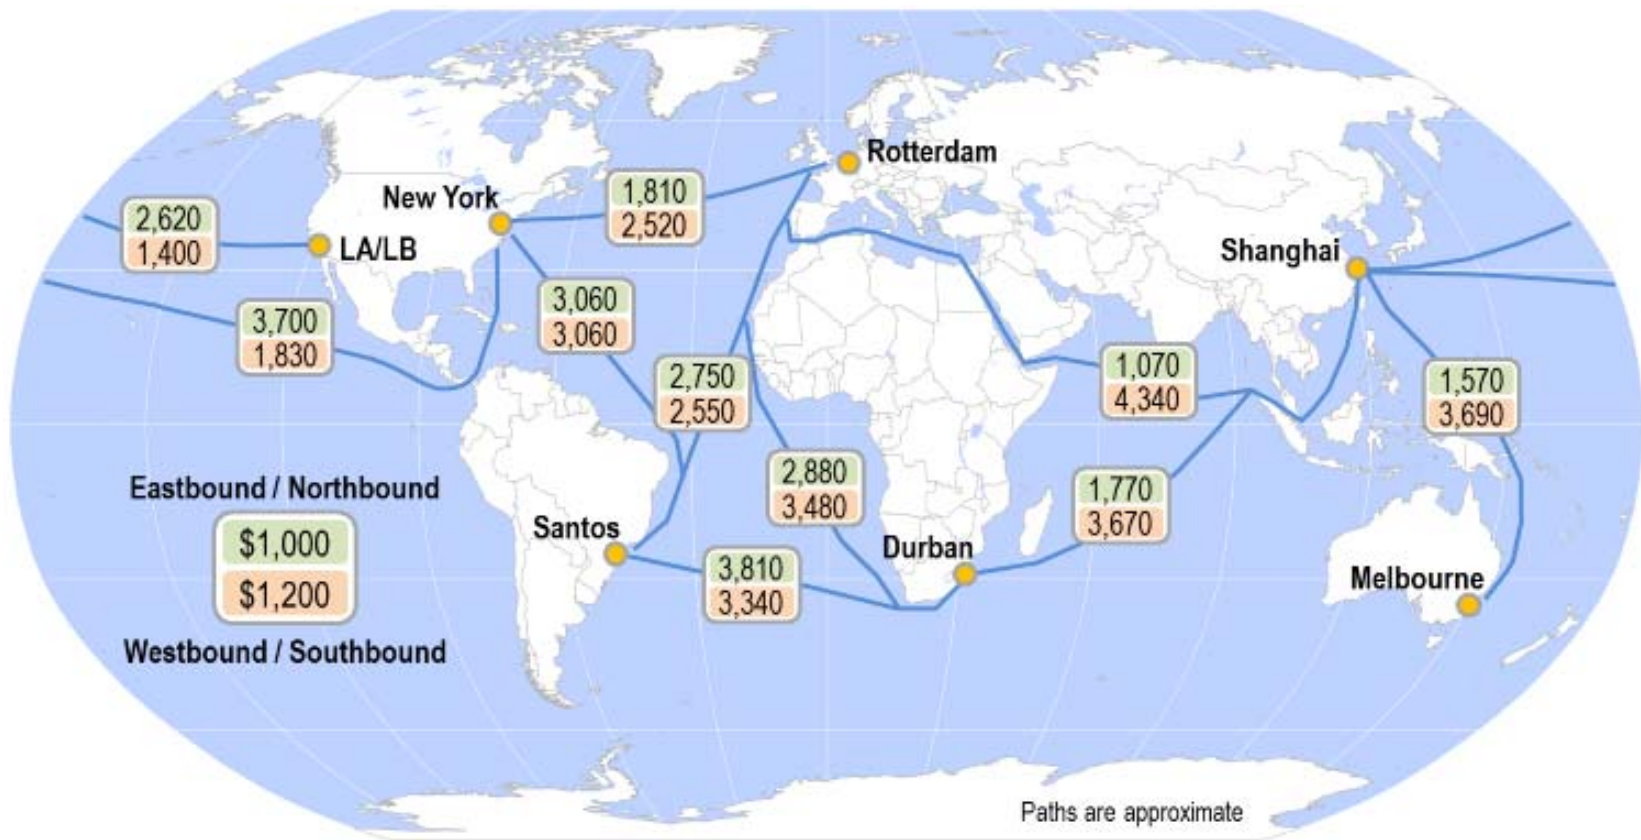 Rotterdam
New York
1,810
2,520
2,620
1,400
LA/LB
Shanghai
3,060
3,060
3,700
1,830
2,750
2,550
1,070
4,340
1,570
3,690
2,880
3,480
1,770
3,670
Eastbound / Northbound
$1,000
$1,200
Westbound / Southbound
Santos
Durban
3,810
3,340
Melbourne
Paths are approximate